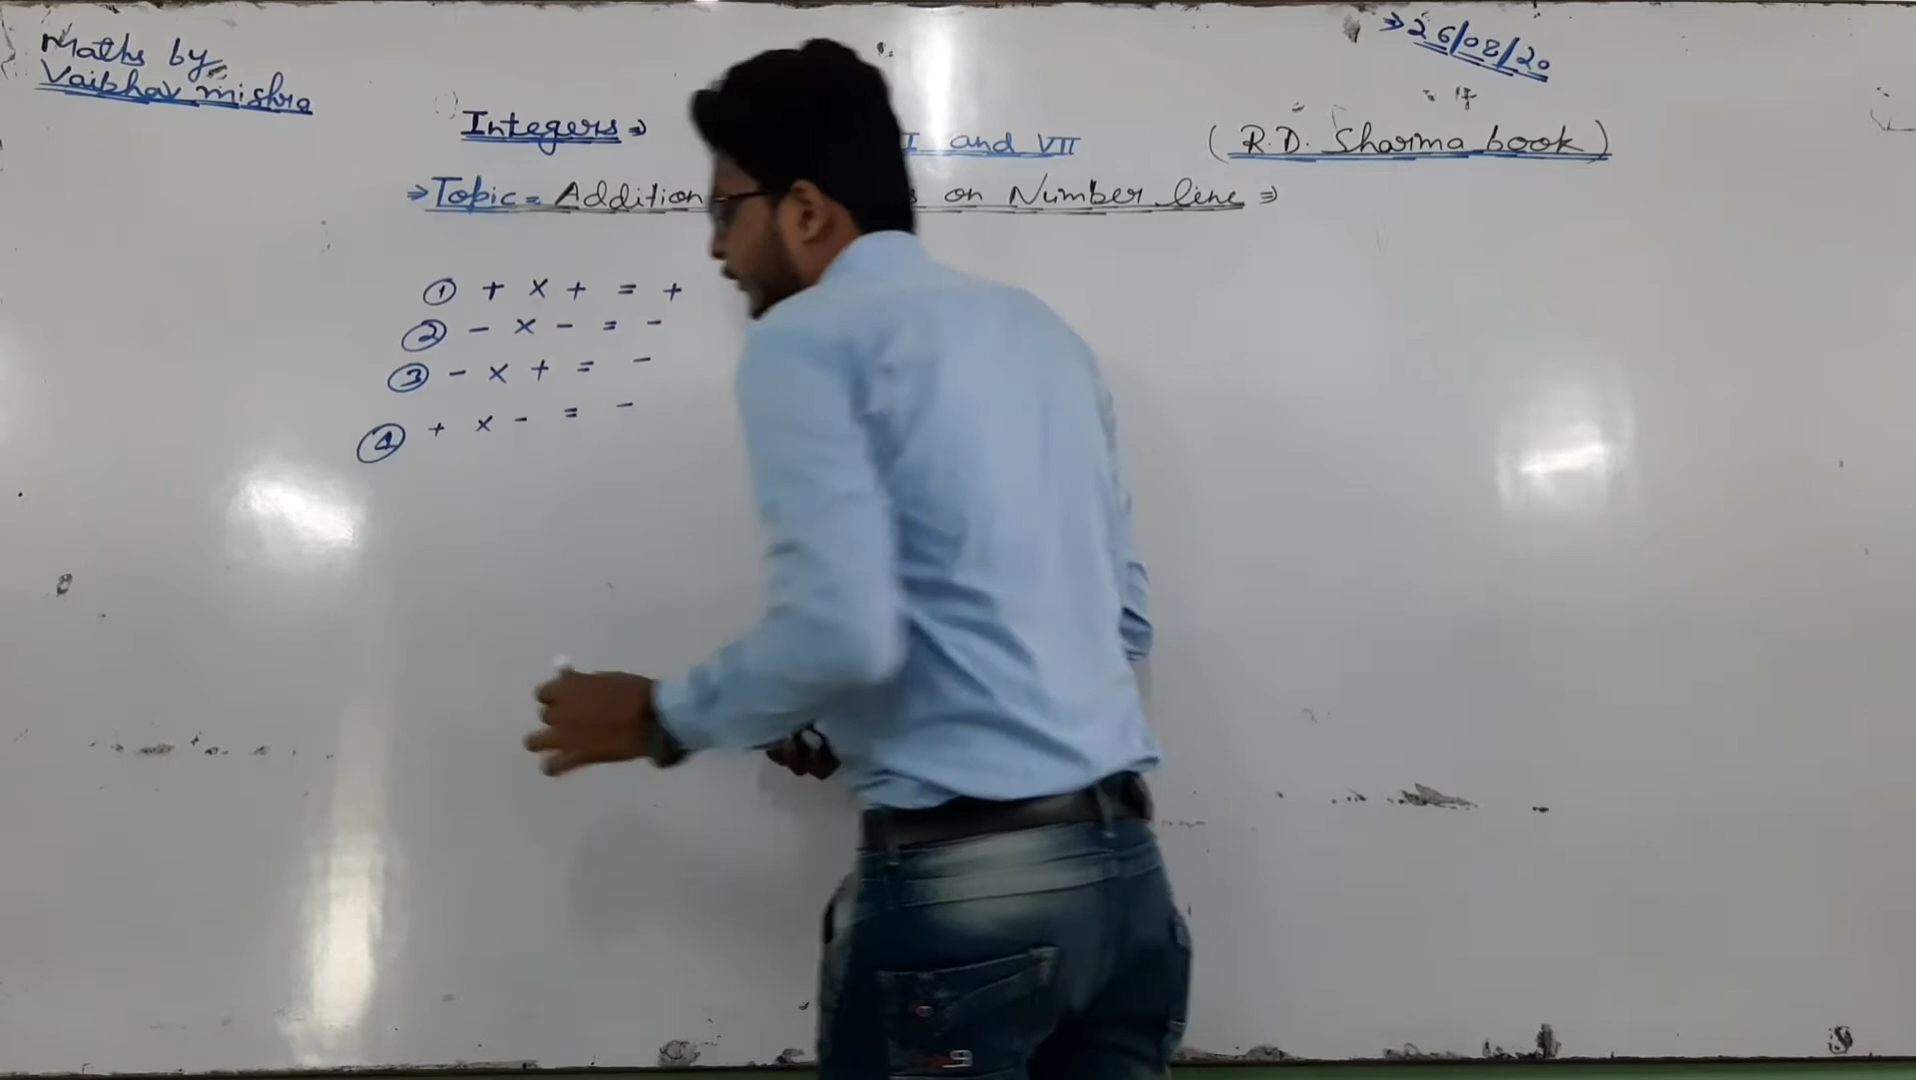 Maths by
Vaibhav mishra
⇒ 26/08/20
Integers ⇒ I and VII (R.D. Sharma book)
⇒ Topic = Addition on Number line ⇒
① + × + = +
② - × - = -
③ - × + = -
④ + × - = -